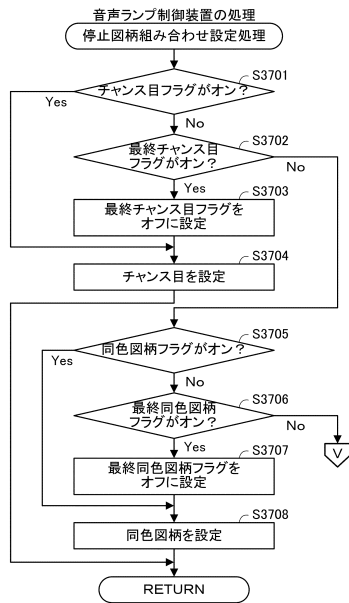 音声ランプ制御装置の処理
停止図柄組み合わせ設定処理
S3701
チャンス目フラグがオン？
Yes
No
S3702
最終チャンス目
フラグがオン？
No
Yes
S3703
最終チャンス目フラグを
オフに設定
S3704
チャンス目を設定
S3705
同色図柄フラグがオン？
Yes
No
S3706
最終同色図柄
フラグがオン？
No
Yes
V
S3707
最終同色図柄フラグを
オフに設定
S3708
同色図柄を設定
RETURN